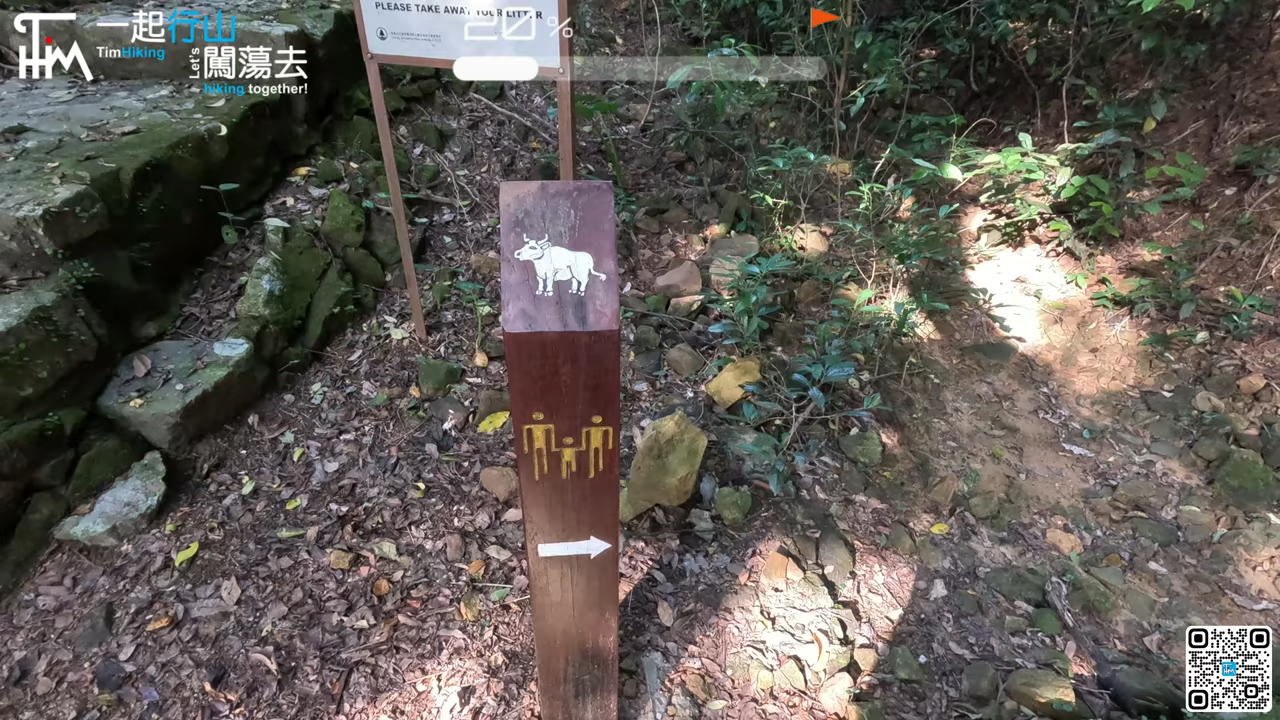 一起行山
TimHiking
Let's
闖蕩去
hiking together!
PLEASE TAKE AWAY YOUR LITTER
20%